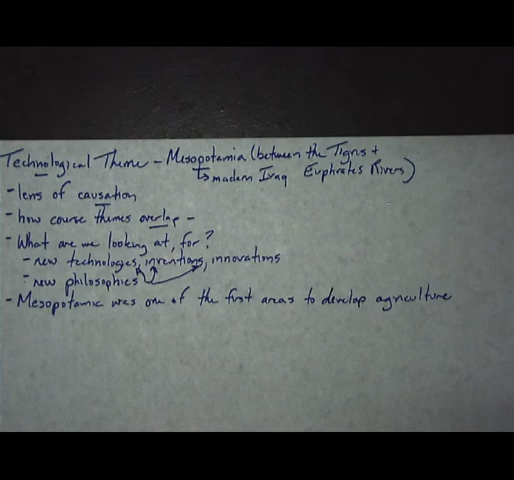 Technological Theme - Mesopotamia (between the Tigris +
↳ modern Iraq Euphrates Rivers)
- lens of causation
- how course themes overlap -
- What are we looking at, for?
- new technologies, inventions, innovations
- new philosophies
- Mesopotamia was one of the first areas to develop agriculture